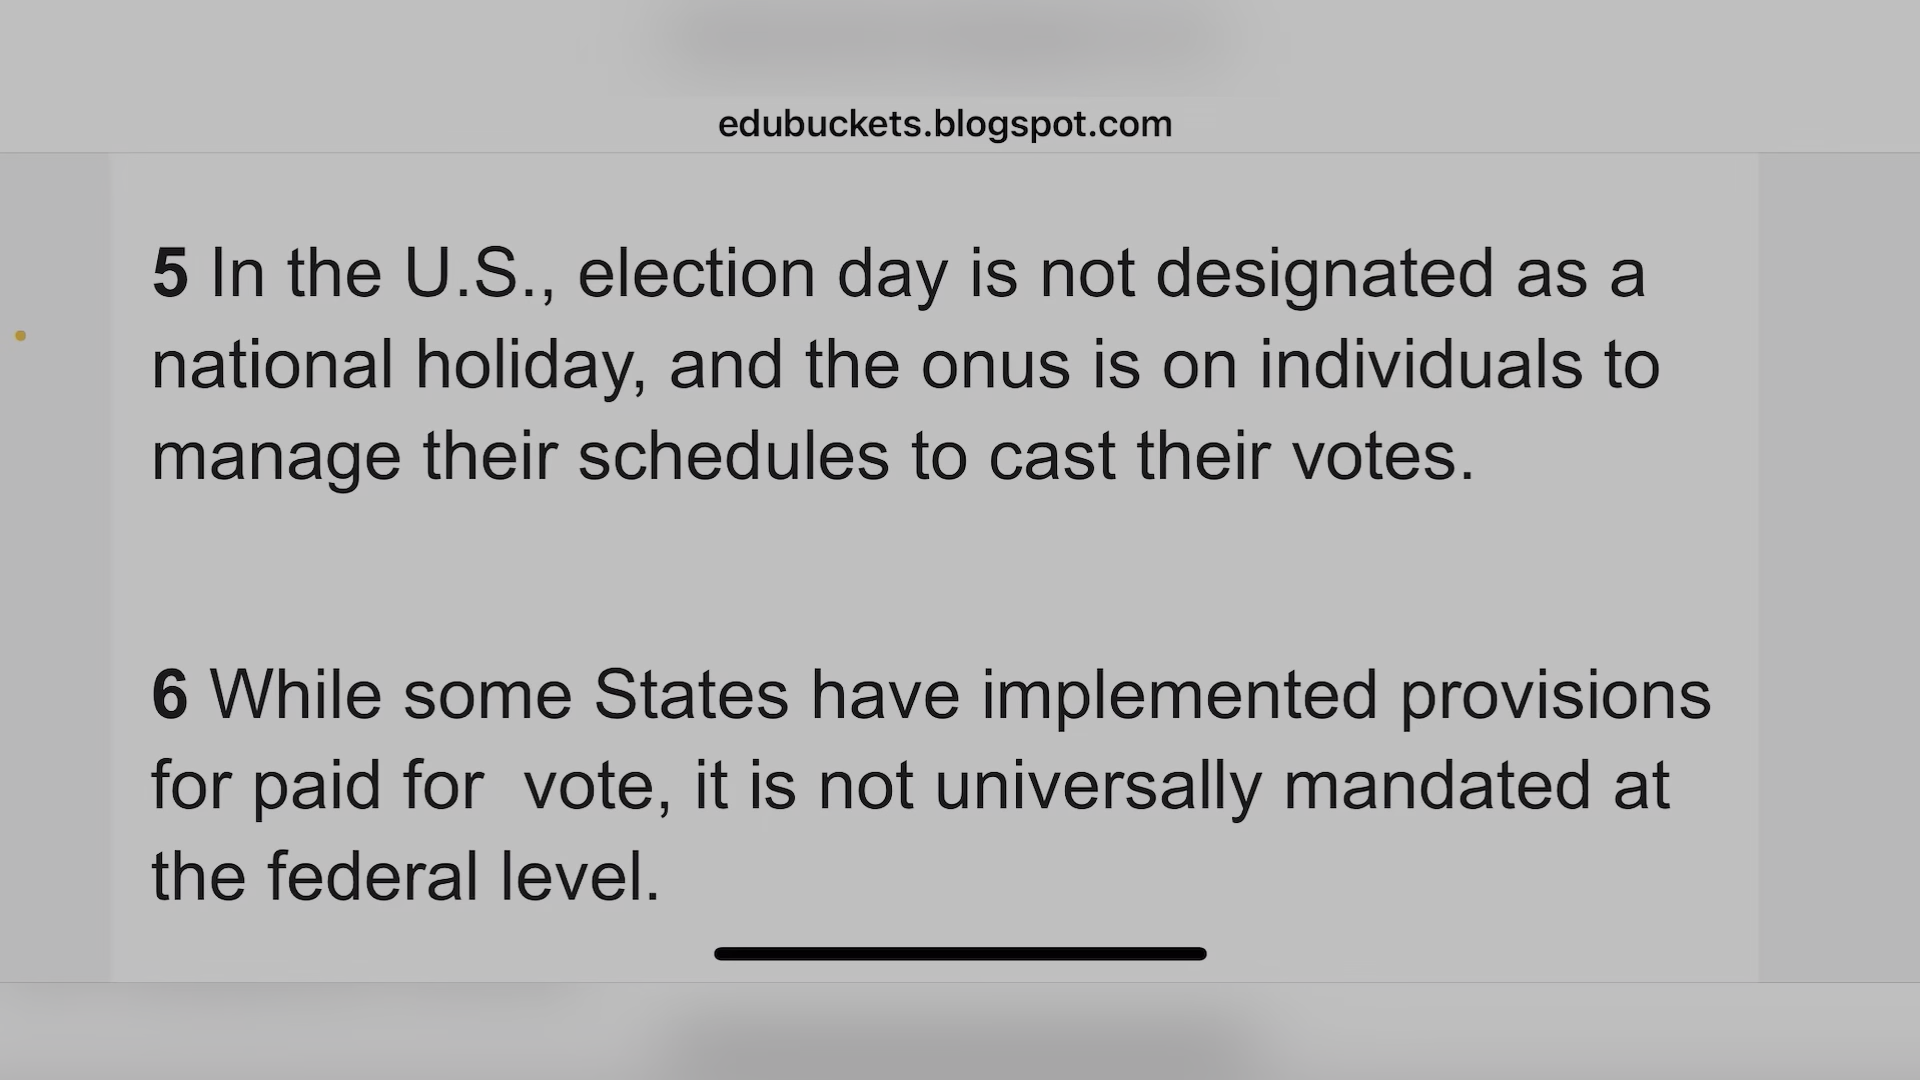 edubuckets.blogspot.com
5 In the U.S., election day is not designated as a
national holiday, and the onus is on individuals to
manage their schedules to cast their votes.
6 While some States have implemented provisions
for paid for  vote, it is not universally mandated at
the federal level.